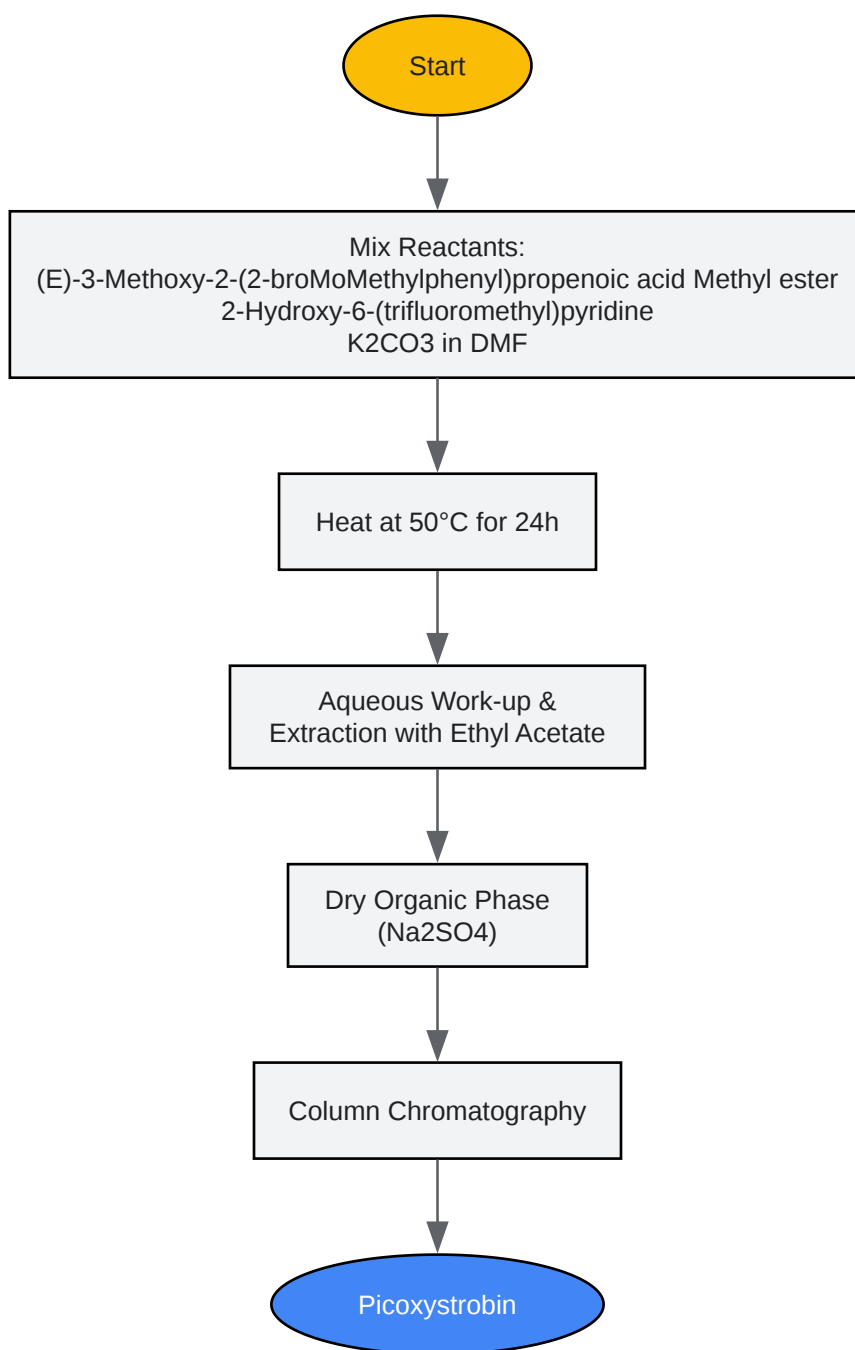 Start
Mix Reactants:
(E)-3-Methoxy-2-(2-broMoMethylphenyl)propenoic acid Methyl ester
2-Hydroxy-6-(trifluoromethyl)pyridine
K2CO3 in DMF
Heat at 50°C for 24h
Aqueous Work-up &
Extraction with Ethyl Acetate
Dry Organic Phase
(Na2SO4)
Column Chromatography
Picoxystrobin